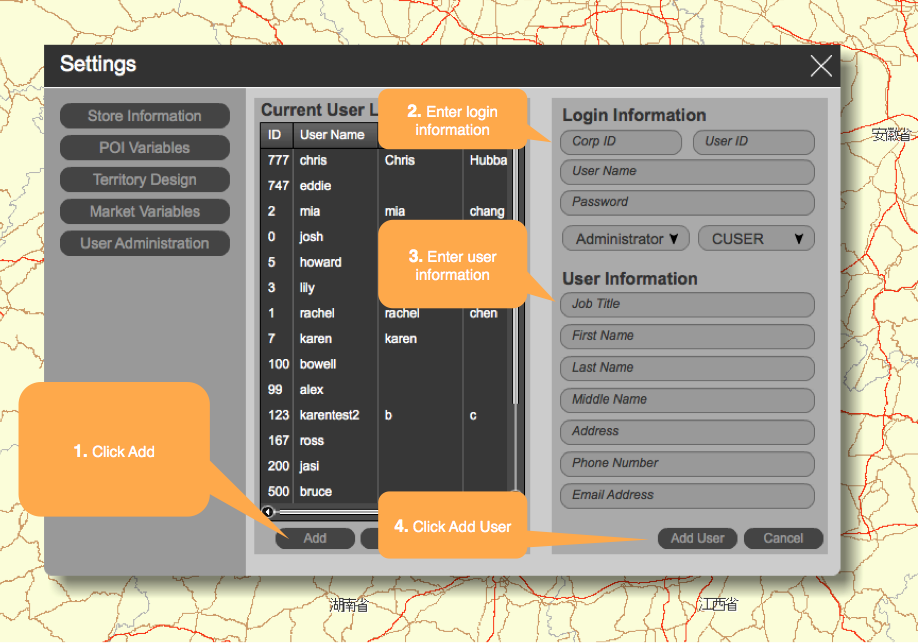 Settings
安徽省
Store Information
POI Variables
Territory Design
Market Variables
User Administration
Current User L
ID User Name
777 chris Chris Hubba
747 eddie
2 mia mia chang
0 josh
5 howard
3 lily
1 rachel rachel chen
7 karen karen
100 bowell
99 alex
123 karentest2 b c
167 ross
200 jasi
500 bruce
Add
1. Click Add
2. Enter login
information
3. Enter user
information
4. Click Add User
Login Information
Corp ID User ID
User Name
Password
Administrator CUSER
User Information
Job Title
First Name
Last Name
Middle Name
Address
Phone Number
Email Address
Add User Cancel
湖南省
江西省